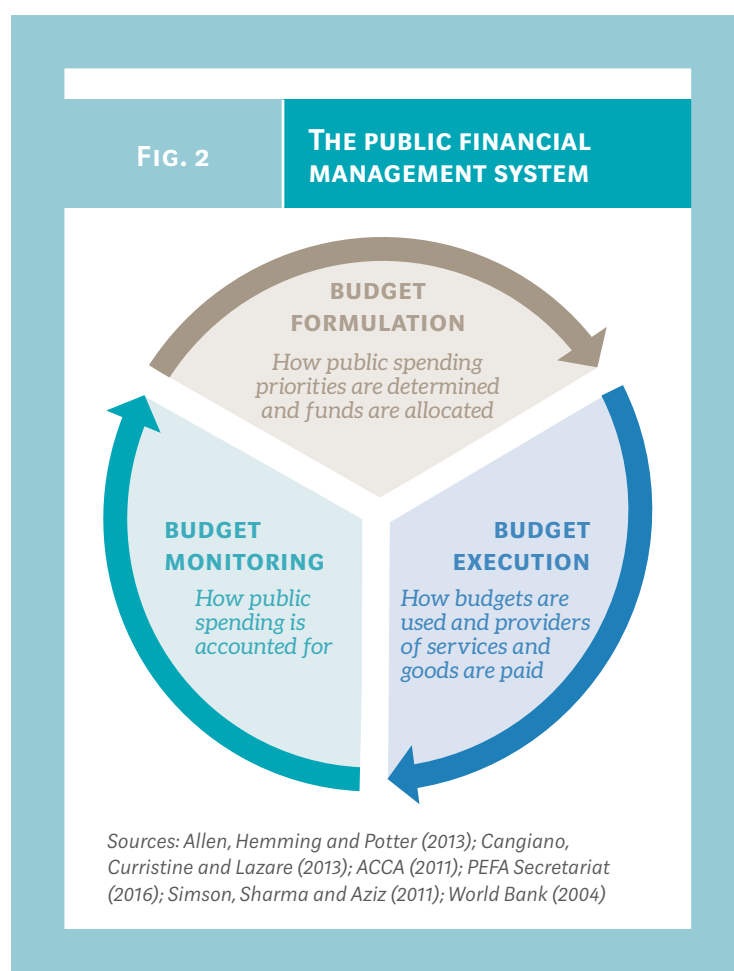 Fig. 2
The public financial
management system
BUDGET
FORMULATION
How public spending
priorities are determined
and funds are allocated
BUDGET
MONITORING
How public
spending is
accounted for
BUDGET
EXECUTION
How budgets are
used and providers
of services and
goods are paid
Sources: Allen, Hemming and Potter (2013); Cangiano,
Curristine and Lazare (2013); ACCA (2011); PEFA Secretariat
(2016); Simson, Sharma and Aziz (2011); World Bank (2004)